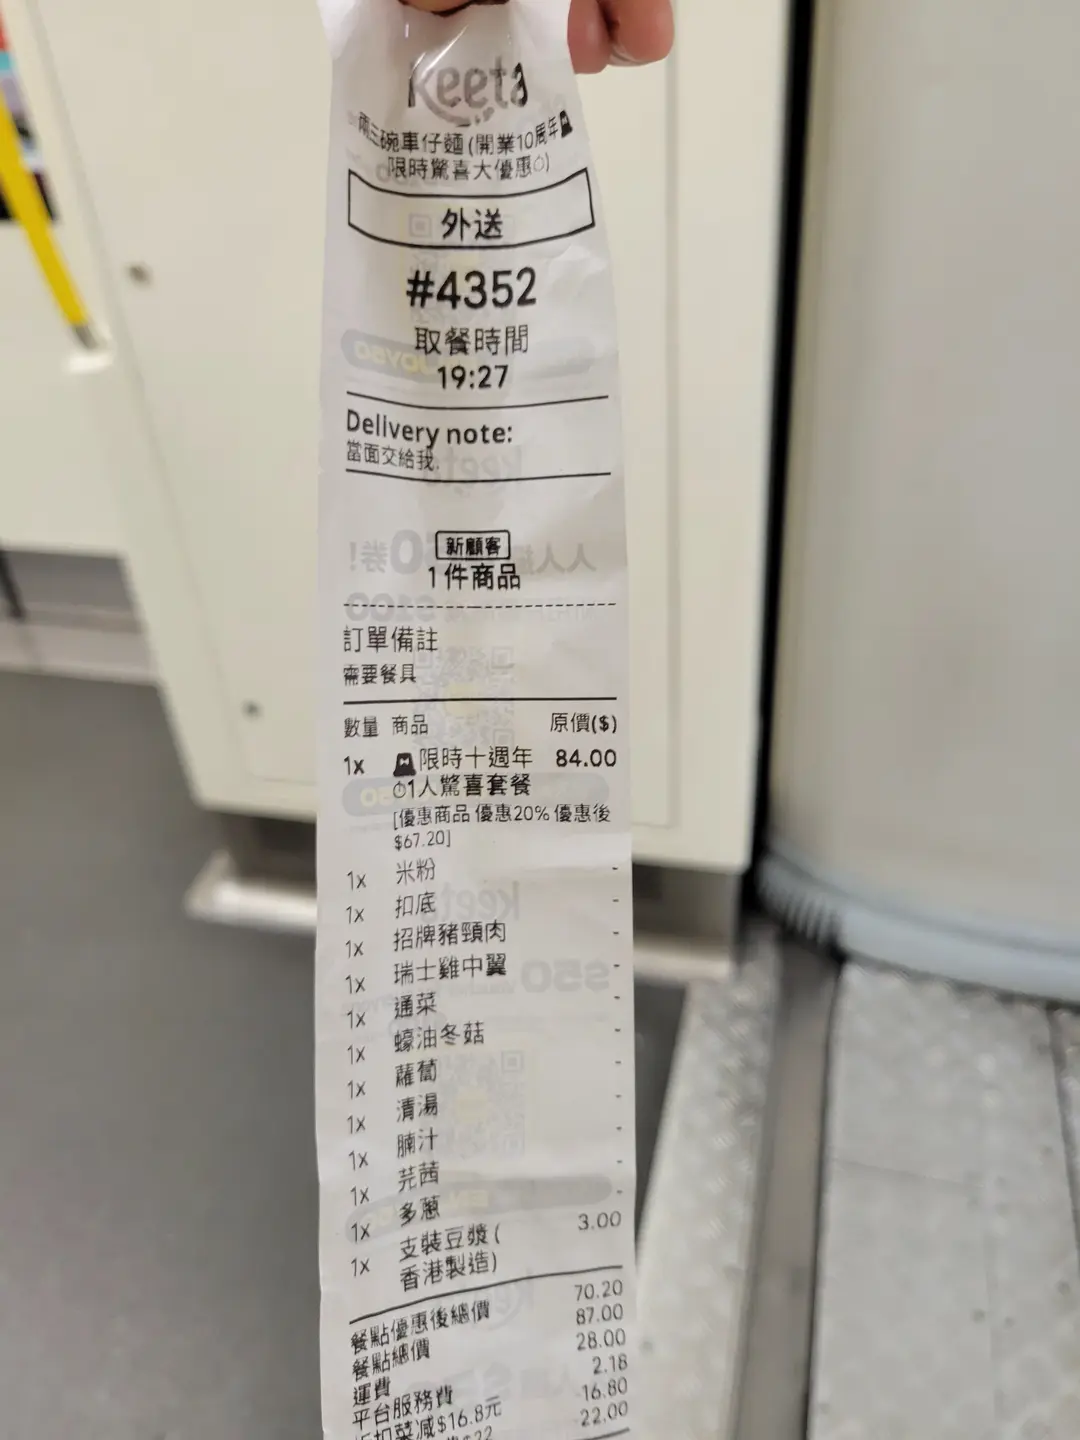 Keeta
兩三碗車仔麵(開業10周年
限時驚喜大優惠)
外送
#4352
取餐時間
19:27
Delivery note:
當面交給我.
新顧客
1件商品
訂單備註
需要餐具
數量 商品 原價($)
1x 限時十週年 84.00
1人驚喜套餐
[優惠商品 優惠20% 優惠後
$67.20]
1x 米粉 -
1x 扣底 -
1x 招牌豬頸肉 -
1x 瑞士雞中翼 -
1x 通菜 -
1x 蠔油冬菇 -
1x 蘿蔔 -
1x 清湯 -
1x 腩汁 -
1x 芫茜 -
1x 多蔥 -
1x 支裝豆漿( 3.00
香港製造)
餐點優惠後總價 70.20
餐點總價 87.00
運費 28.00
平台服務費 2.18
折扣菜減$16.8元 -16.80
$22 -22.00